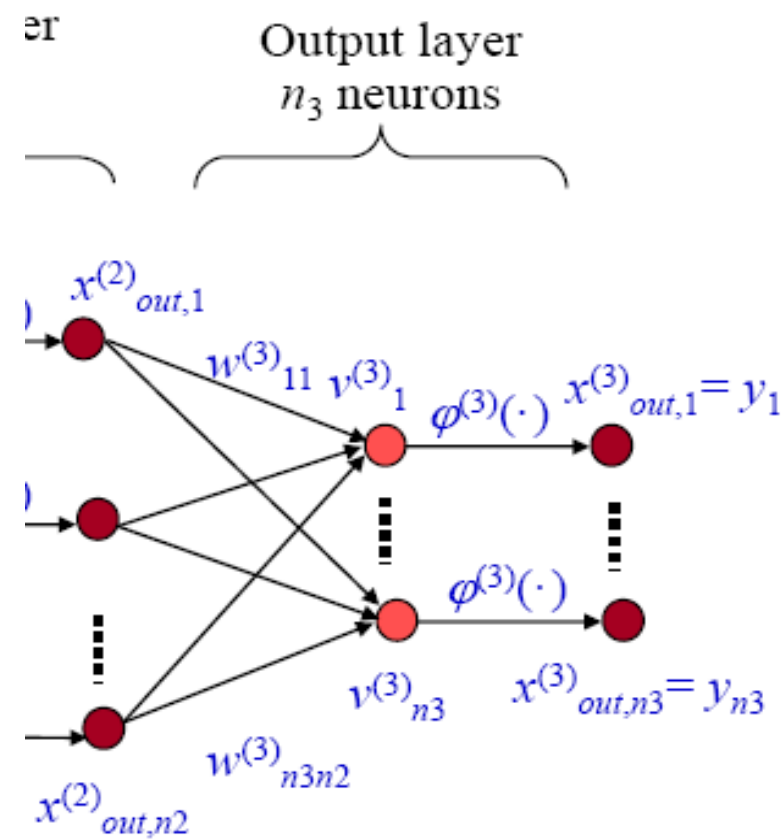 er
Output layer
n₃ neurons
x⁽²⁾out,1
)
w⁽³⁾11 v⁽³⁾1
φ⁽³⁾(·)
x⁽³⁾out,1= y₁
)
φ⁽³⁾(·)
v⁽³⁾n3
x⁽³⁾out,n3= yn3
w⁽³⁾n3n2
x⁽²⁾out,n2